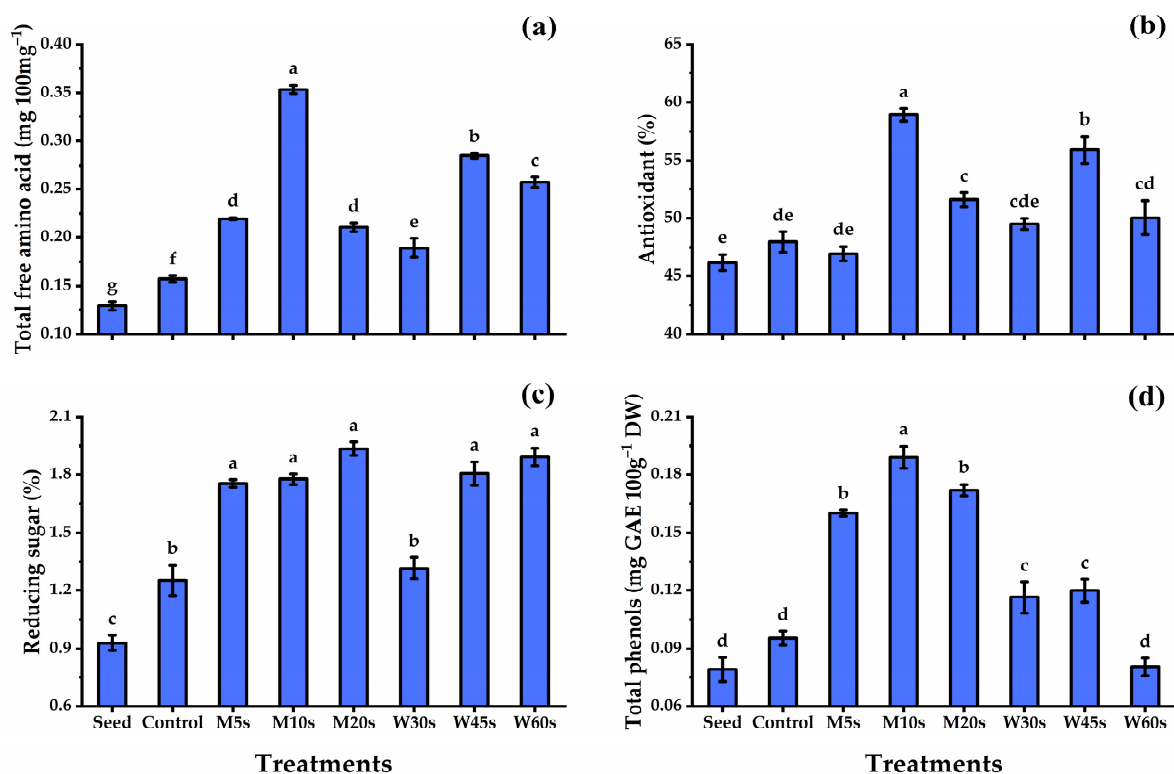 (a)
Total free amino acid (mg 100mg⁻¹)
0.40
0.35
0.30
0.25
0.20
0.15
0.10
g
f
d
a
d
e
b
c
(b)
Antioxidant (%)
65
60
55
50
45
40
e
de
de
a
c
cde
b
cd
(c)
Reducing sugar (%)
2.1
1.8
1.5
1.2
0.9
0.6
c
b
a
a
a
b
a
a
Seed Control M5s M10s M20s W30s W45s W60s
Treatments
(d)
Total phenols (mg GAE 100g⁻¹ DW)
0.21
0.18
0.15
0.12
0.09
0.06
d
d
b
a
b
c
c
d
Seed Control M5s M10s M20s W30s W45s W60s
Treatments